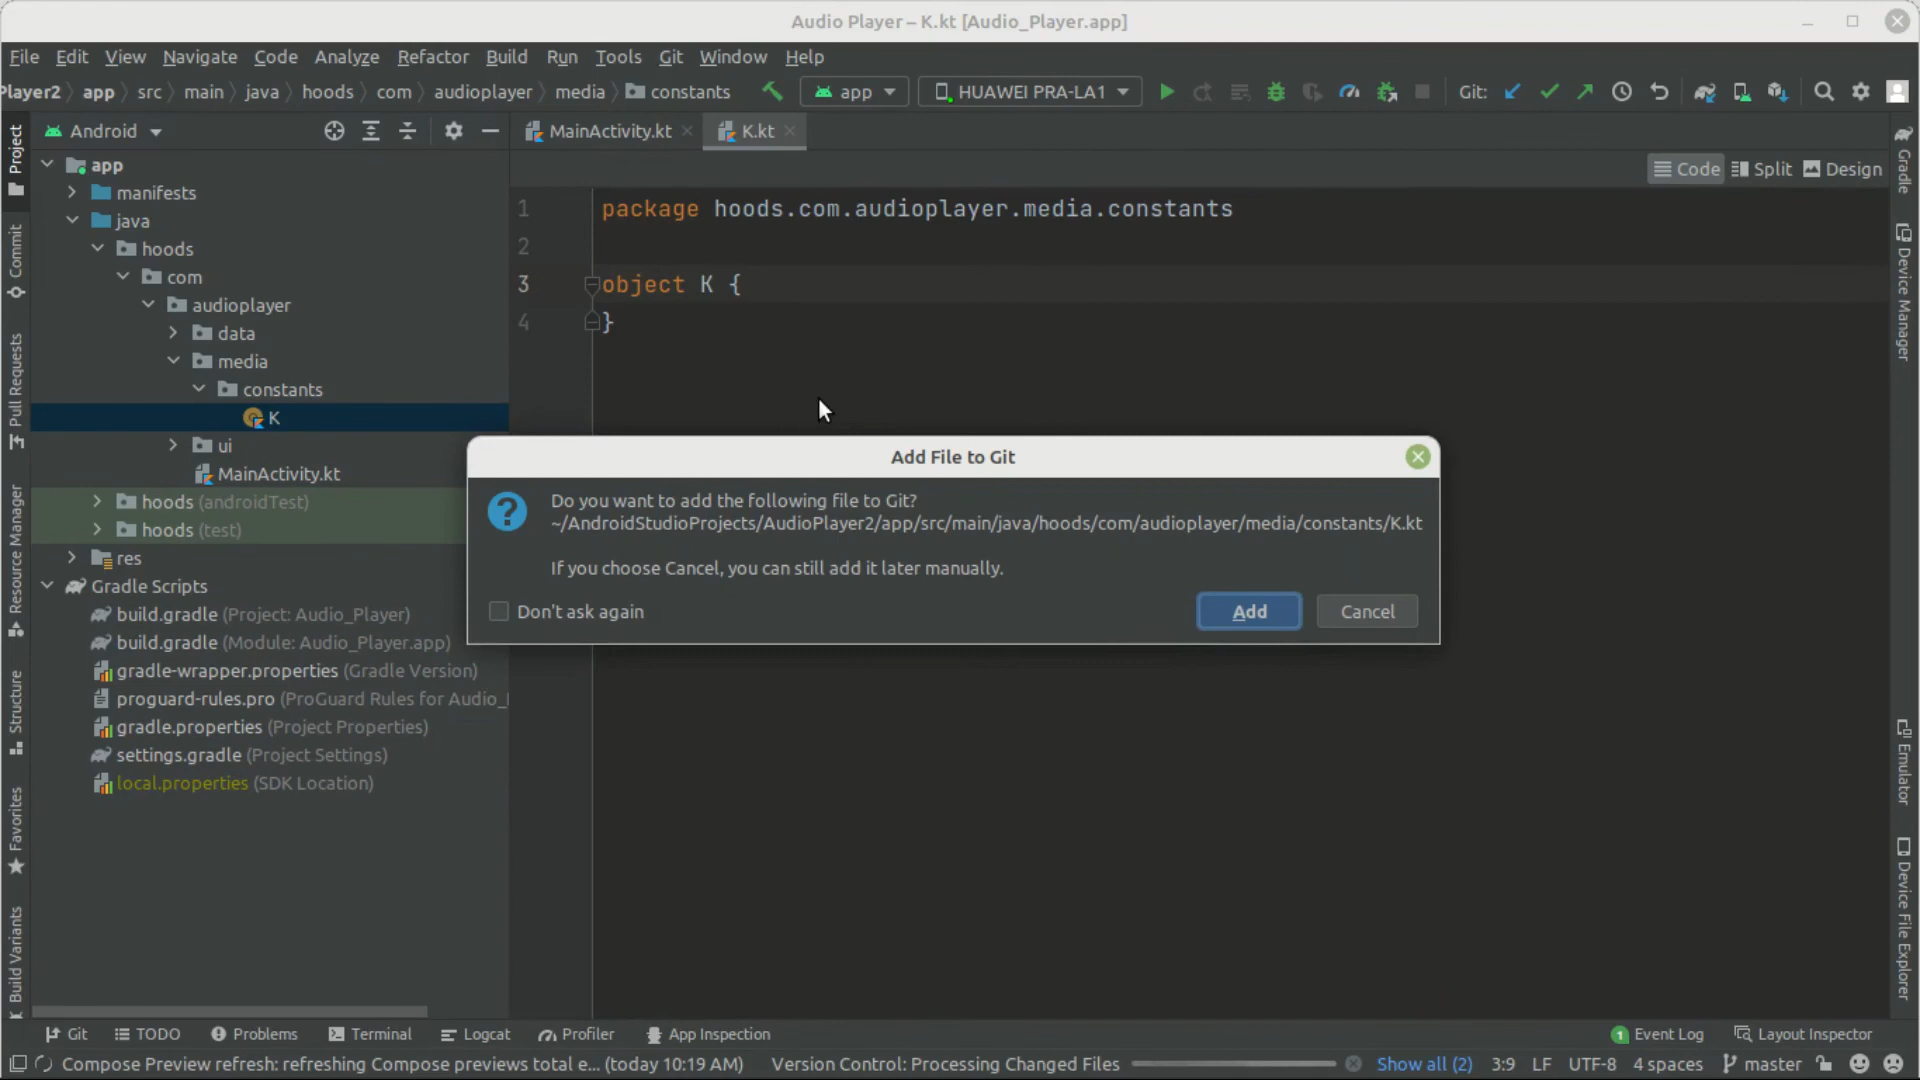 Audio Player – K.kt [Audio_Player.app]
File Edit View Navigate Code Analyze Refactor Build Run Tools Git Window Help
Player2 app src main java hoods com audioplayer media constants app HUAWEI PRA-LA1 Git:
Android
MainActivity.kt K.kt
Code Split Design
Project
Commit
Pull Requests
Resource Manager
Structure
Favorites
Build Variants
app
manifests
java
hoods
com
audioplayer
data
media
constants
K
ui
MainActivity.kt
hoods (androidTest)
hoods (test)
res
Gradle Scripts
build.gradle (Project: Audio_Player)
build.gradle (Module: Audio_Player.app)
gradle-wrapper.properties (Gradle Version)
proguard-rules.pro (ProGuard Rules for Audio_
gradle.properties (Project Properties)
settings.gradle (Project Settings)
local.properties (SDK Location)
1 package hoods.com.audioplayer.media.constants
2
3 object K {
4 }
Add File to Git
Do you want to add the following file to Git?
~/AndroidStudioProjects/AudioPlayer2/app/src/main/java/hoods/com/audioplayer/media/constants/K.kt
If you choose Cancel, you can still add it later manually.
Don't ask again
Add Cancel
Gradle
Device Manager
Emulator
Device File Explorer
Git TODO Problems Terminal Logcat Profiler App Inspection 1 Event Log Layout Inspector
Compose Preview refresh: refreshing Compose previews total e... (today 10:19 AM) Version Control: Processing Changed Files Show all (2) 3:9 LF UTF-8 4 spaces master